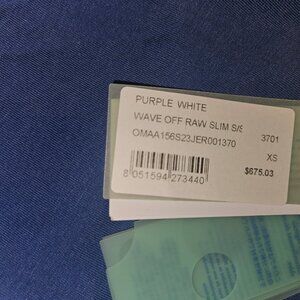 PURPLE WHITE
WAVE OFF RAW SLIM S/S
OMAA156S23JER001370
3701
XS
$675.03
8 051594 273440